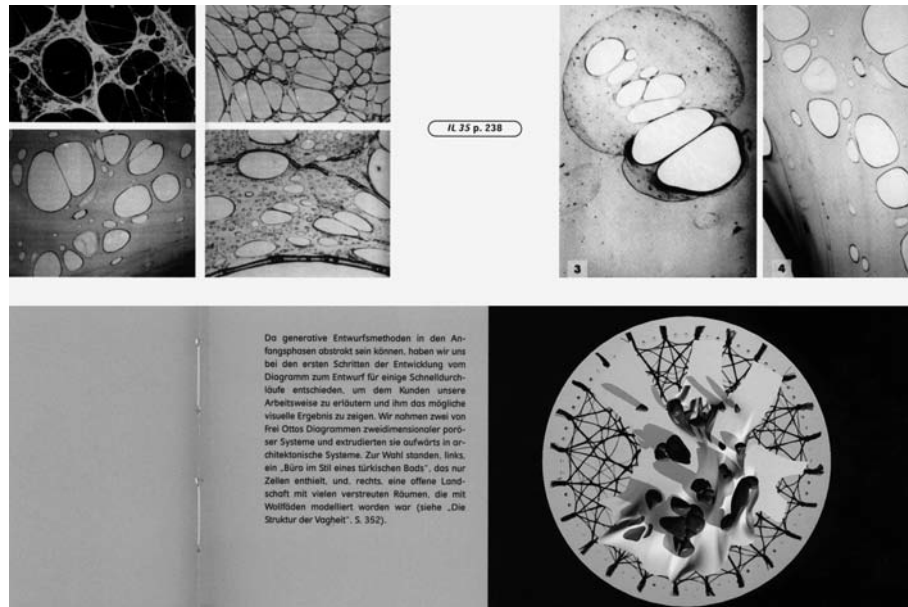 IL 35 p. 238
3
4
Da generative Entwurfsmethoden in den An-
fangsphasen abstrakt sein können, haben wir uns
bei den ersten Schritten der Entwicklung vom
Diagramm zum Entwurf für einige Schnelldurch-
läufe entschieden, um dem Kunden unsere
Arbeitsweise zu erläutern und ihm das mögliche
visuelle Ergebnis zu zeigen. Wir nahmen zwei von
Frei Ottos Diagrammen zweidimensionaler porö-
ser Systeme und extrudierten sie aufwärts in ar-
chitektonische Systeme. Zur Wahl standen, links,
ein „Büro im Stil eines türkischen Bads“, das nur
Zellen enthielt, und, rechts, eine offene Land-
schaft mit vielen verstreuten Räumen, die mit
Wollfäden modelliert worden war (siehe „Die
Struktur der Vagheit“, S. 352).